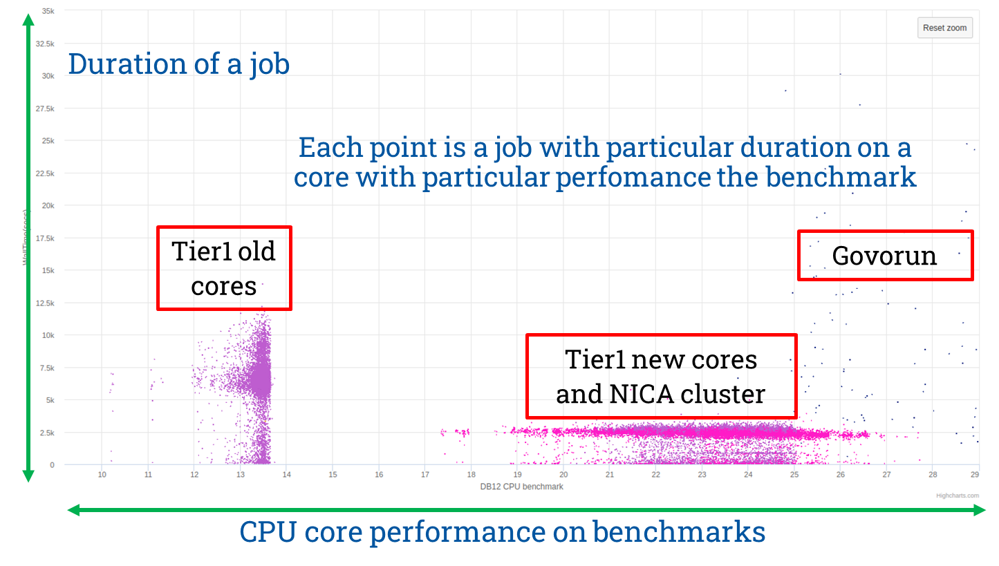 35k
Reset zoom
32.5k
Duration of a job
30k
27.5k
25k
Each point is a job with particular duration on a
core with particular perfomance the benchmark
22.5k
20k
WallTime(secs)
17.5k
Tier1 old
cores
Govorun
15k
12.5k
10k
Tier1 new cores
and NICA cluster
7.5k
5k
2.5k
0
10 11 12 13 14 15 16 17 18 19 20 21 22 23 24 25 26 27 28 29
DB12 CPU benchmark
Highcharts.com
CPU core performance on benchmarks